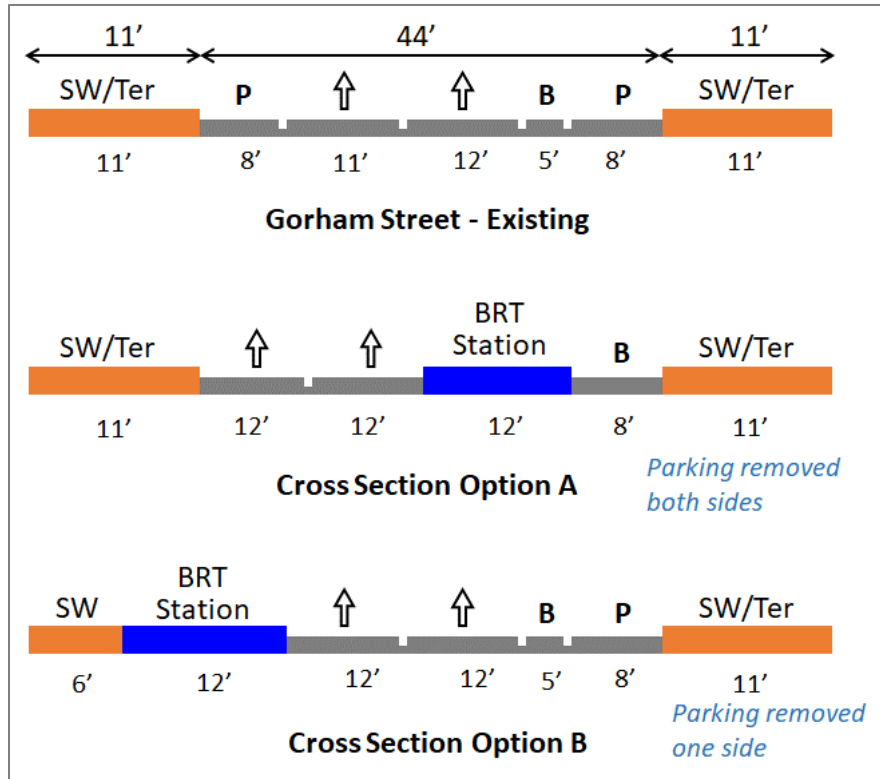 11’ 44’ 11’
SW/Ter P B P SW/Ter
11’ 8’ 11’ 12’ 5’ 8’ 11’
Gorham Street - Existing
BRT
SW/Ter Station B SW/Ter
11’ 12’ 12’ 12’ 8’ 11’
Parking removed
Cross Section Option A
both sides
BRT
SW Station B P SW/Ter
6’ 12’ 12’ 12’ 5’ 8’ 11’
Parking removed
Cross Section Option B
one side